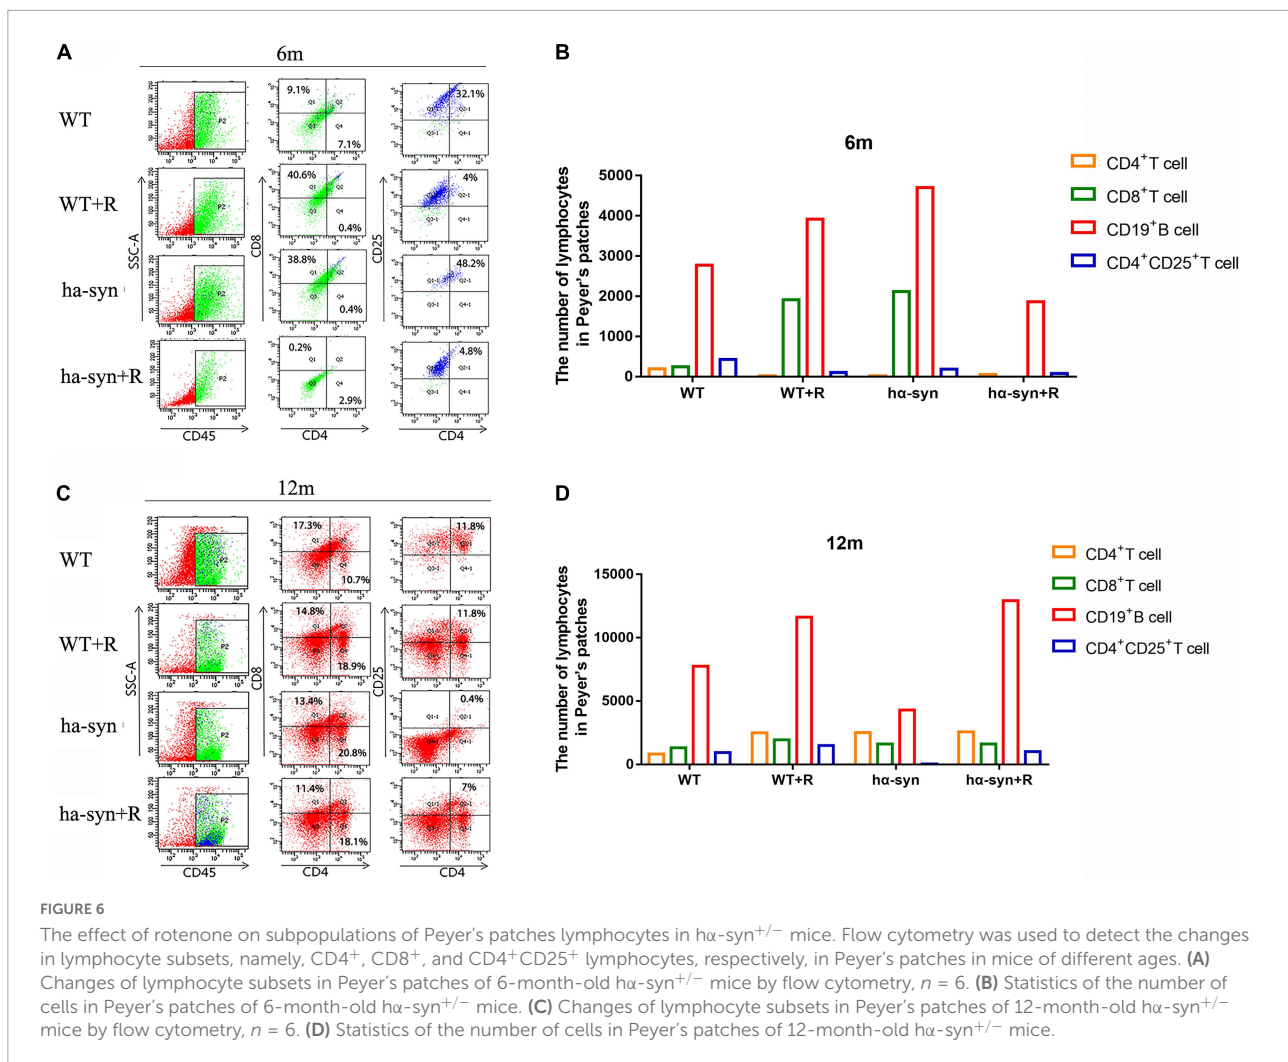 A
6m
WT
9.1%
7.1%
32.1%
WT+R
40.6%
0.4%
4%
ha-syn
38.8%
0.4%
48.2%
ha-syn+R
0.2%
2.9%
4.8%
SSC-A
CD8
CD25
CD45
CD4
CD4
B
6m
The number of lymphocytes
in Peyer's patches
5000
4000
3000
2000
1000
0
WT
WT+R
hα-syn
hα-syn+R
CD4⁺T cell
CD8⁺T cell
CD19⁺B cell
CD4⁺CD25⁺T cell
C
12m
WT
17.3%
10.7%
11.8%
WT+R
14.8%
18.9%
11.8%
ha-syn
13.4%
20.8%
0.4%
ha-syn+R
11.4%
18.1%
7%
SSC-A
CD8
CD25
CD45
CD4
CD4
D
12m
The number of lymphocytes
in Peyer's patches
15000
10000
5000
0
WT
WT+R
hα-syn
hα-syn+R
CD4⁺T cell
CD8⁺T cell
CD19⁺B cell
CD4⁺CD25⁺T cell
FIGURE 6
The effect of rotenone on subpopulations of Peyer's patches lymphocytes in hα-syn⁺/⁻ mice. Flow cytometry was used to detect the changes
in lymphocyte subsets, namely, CD4⁺, CD8⁺, and CD4⁺CD25⁺ lymphocytes, respectively, in Peyer's patches in mice of different ages. (A)
Changes of lymphocyte subsets in Peyer's patches of 6-month-old hα-syn⁺/⁻ mice by flow cytometry, n = 6. (B) Statistics of the number of
cells in Peyer's patches of 6-month-old hα-syn⁺/⁻ mice. (C) Changes of lymphocyte subsets in Peyer's patches of 12-month-old hα-syn⁺/⁻
mice by flow cytometry, n = 6. (D) Statistics of the number of cells in Peyer's patches of 12-month-old hα-syn⁺/⁻ mice.